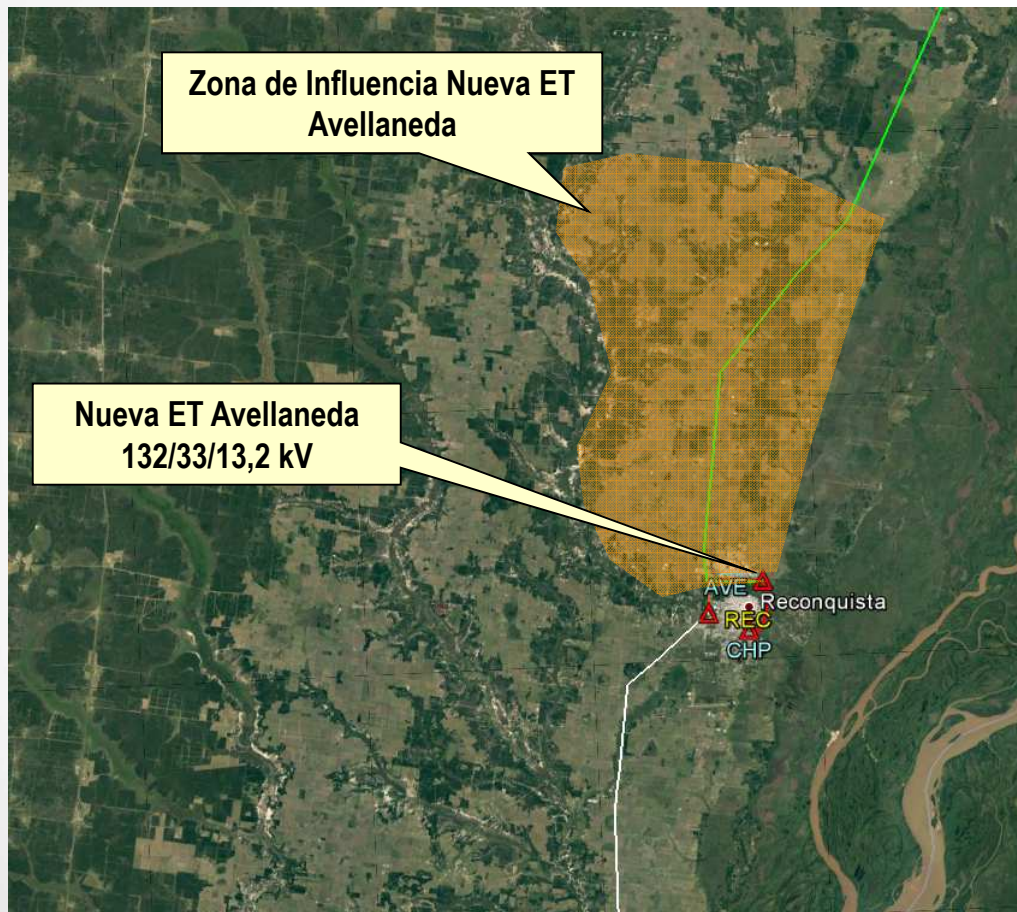 Zona de Influencia Nueva ET
Avellaneda
Nueva ET Avellaneda
132/33/13,2 kV
AVE
Reconquista
REC
CHP